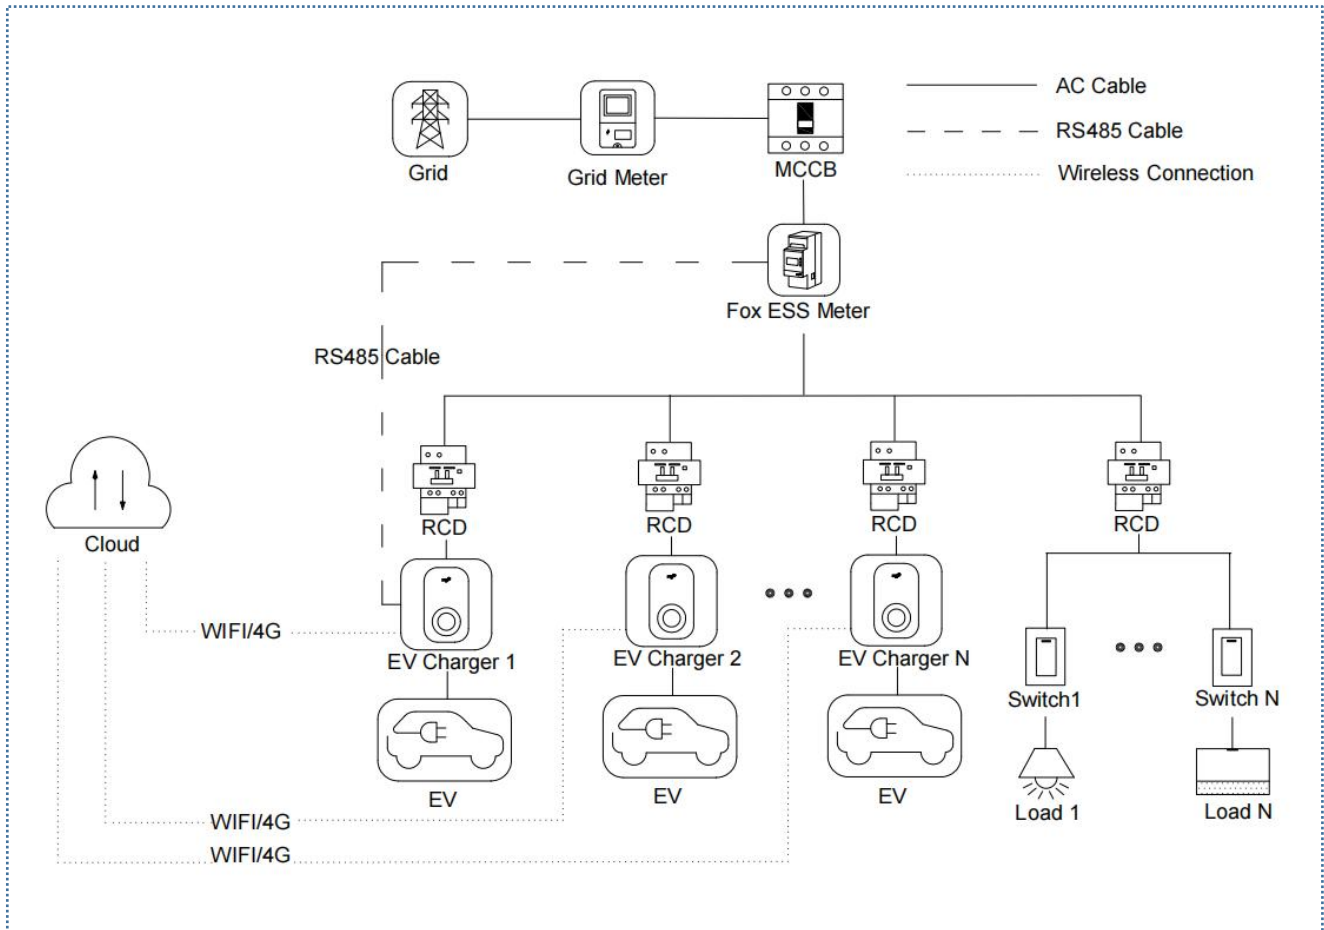 AC Cable
RS485 Cable
Wireless Connection
Grid
Grid Meter
MCCB
Fox ESS Meter
RS485 Cable
RCD
RCD
RCD
RCD
Cloud
WIFI/4G
EV Charger 1
EV Charger 2
EV Charger N
Switch1
Switch N
EV
EV
EV
Load 1
Load N
WIFI/4G
WIFI/4G